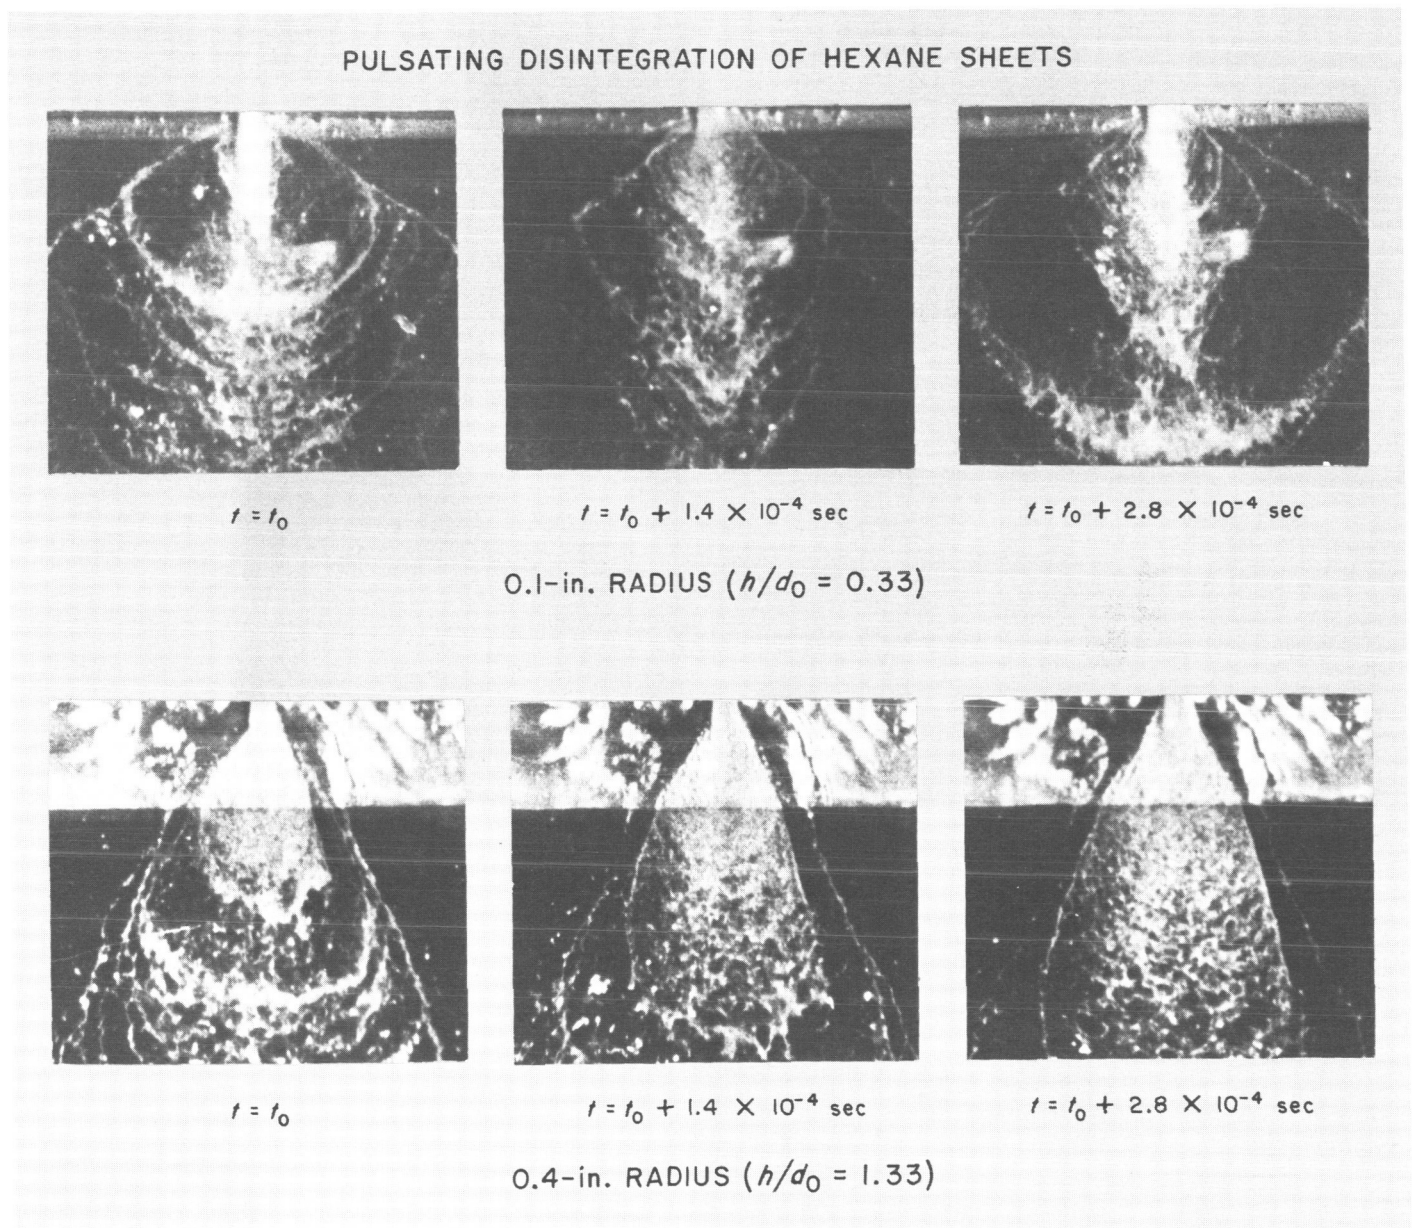 PULSATING DISINTEGRATION OF HEXANE SHEETS
t = t₀
t = t₀ + 1.4 × 10⁻⁴ sec
t = t₀ + 2.8 × 10⁻⁴ sec
0.1-in. RADIUS (h/d₀ = 0.33)
t = t₀
t = t₀ + 1.4 × 10⁻⁴ sec
t = t₀ + 2.8 × 10⁻⁴ sec
0.4-in. RADIUS (h/d₀ = 1.33)